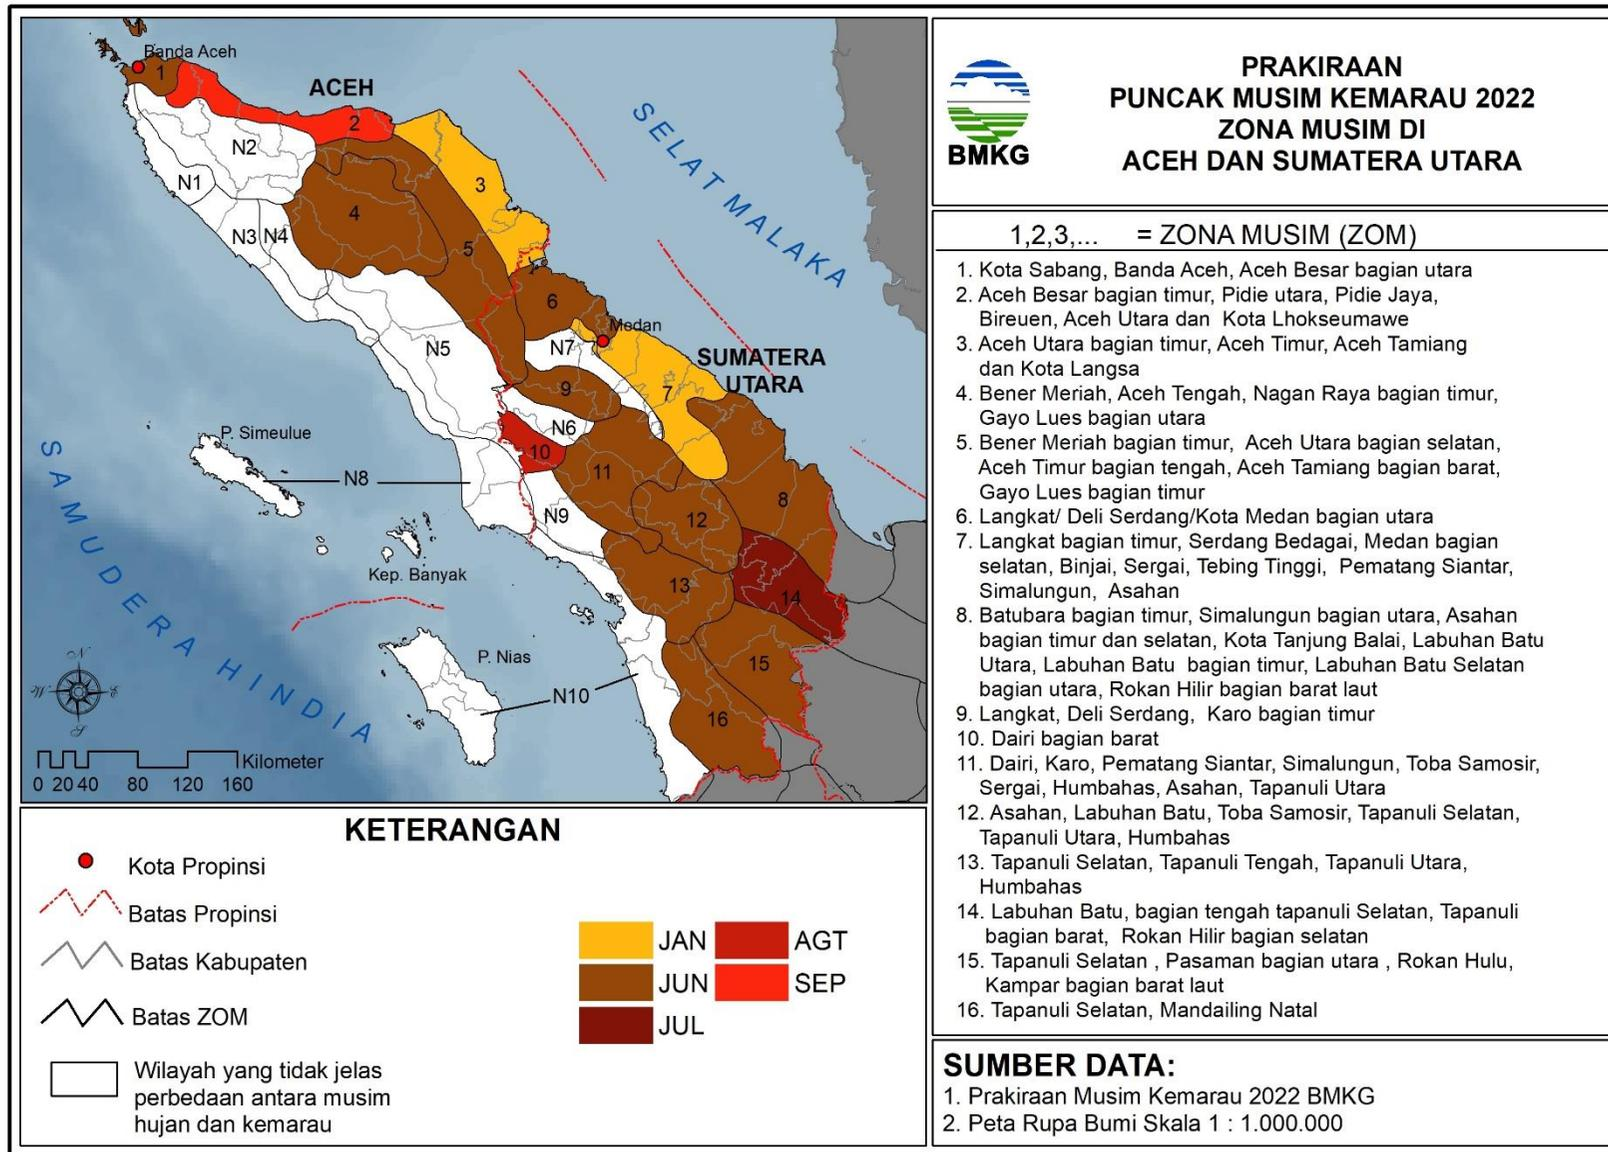 Banda Aceh
1
ACEH
2
N2
N1
3
SELAT MALAKA
4
N3
N4
5
6
Medan
N5
N7
SUMATERA
UTARA
9
7
N6
10
P. Simeulue
11
N8
8
12
N9
SAMUDERA HINDIA
Kep. Banyak
13
14
P. Nias
15
N10
16
N
W
E
S
Kilometer
0 20 40 80 120 160
BMKG
PRAKIRAAN
PUNCAK MUSIM KEMARAU 2022
ZONA MUSIM DI
ACEH DAN SUMATERA UTARA
1,2,3,... = ZONA MUSIM (ZOM)
1. Kota Sabang, Banda Aceh, Aceh Besar bagian utara
2. Aceh Besar bagian timur, Pidie utara, Pidie Jaya,
Bireuen, Aceh Utara dan Kota Lhokseumawe
3. Aceh Utara bagian timur, Aceh Timur, Aceh Tamiang
dan Kota Langsa
4. Bener Meriah, Aceh Tengah, Nagan Raya bagian timur,
Gayo Lues bagian utara
5. Bener Meriah bagian timur, Aceh Utara bagian selatan,
Aceh Timur bagian tengah, Aceh Tamiang bagian barat,
Gayo Lues bagian timur
6. Langkat/ Deli Serdang/Kota Medan bagian utara
7. Langkat bagian timur, Serdang Bedagai, Medan bagian
selatan, Binjai, Sergai, Tebing Tinggi, Pematang Siantar,
Simalungun, Asahan
8. Batubara bagian timur, Simalungun bagian utara, Asahan
bagian timur dan selatan, Kota Tanjung Balai, Labuhan Batu
Utara, Labuhan Batu bagian timur, Labuhan Batu Selatan
bagian utara, Rokan Hilir bagian barat laut
9. Langkat, Deli Serdang, Karo bagian timur
10. Dairi bagian barat
11. Dairi, Karo, Pematang Siantar, Simalungun, Toba Samosir,
Sergai, Humbahas, Asahan, Tapanuli Utara
12. Asahan, Labuhan Batu, Toba Samosir, Tapanuli Selatan,
Tapanuli Utara, Humbahas
13. Tapanuli Selatan, Tapanuli Tengah, Tapanuli Utara,
Humbahas
14. Labuhan Batu, bagian tengah tapanuli Selatan, Tapanuli
bagian barat, Rokan Hilir bagian selatan
15. Tapanuli Selatan , Pasaman bagian utara , Rokan Hulu,
Kampar bagian barat laut
16. Tapanuli Selatan, Mandailing Natal
KETERANGAN
Kota Propinsi
Batas Propinsi
Batas Kabupaten
Batas ZOM
Wilayah yang tidak jelas
perbedaan antara musim
hujan dan kemarau
JAN
JUN
JUL
AGT
SEP
SUMBER DATA:
1. Prakiraan Musim Kemarau 2022 BMKG
2. Peta Rupa Bumi Skala 1 : 1.000.000